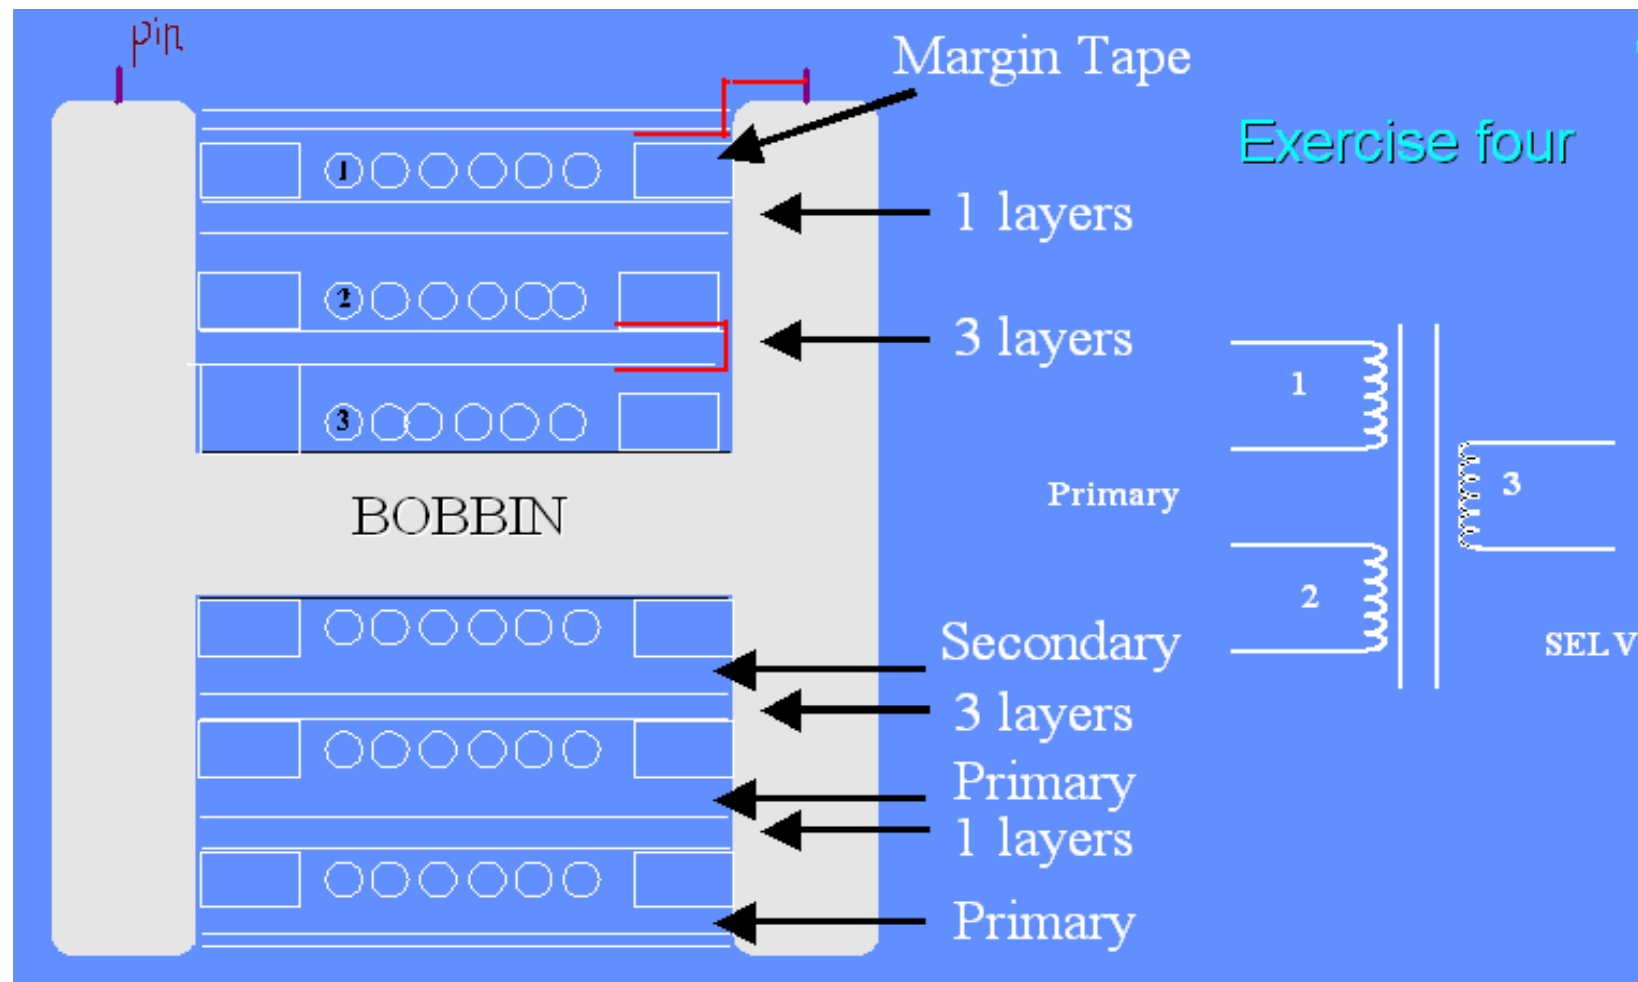 pin
Margin Tape
Exercise four
1
1 layers
2
3 layers
3
BOBBIN
1
Primary
3
2
SELV
Secondary
3 layers
Primary
1 layers
Primary